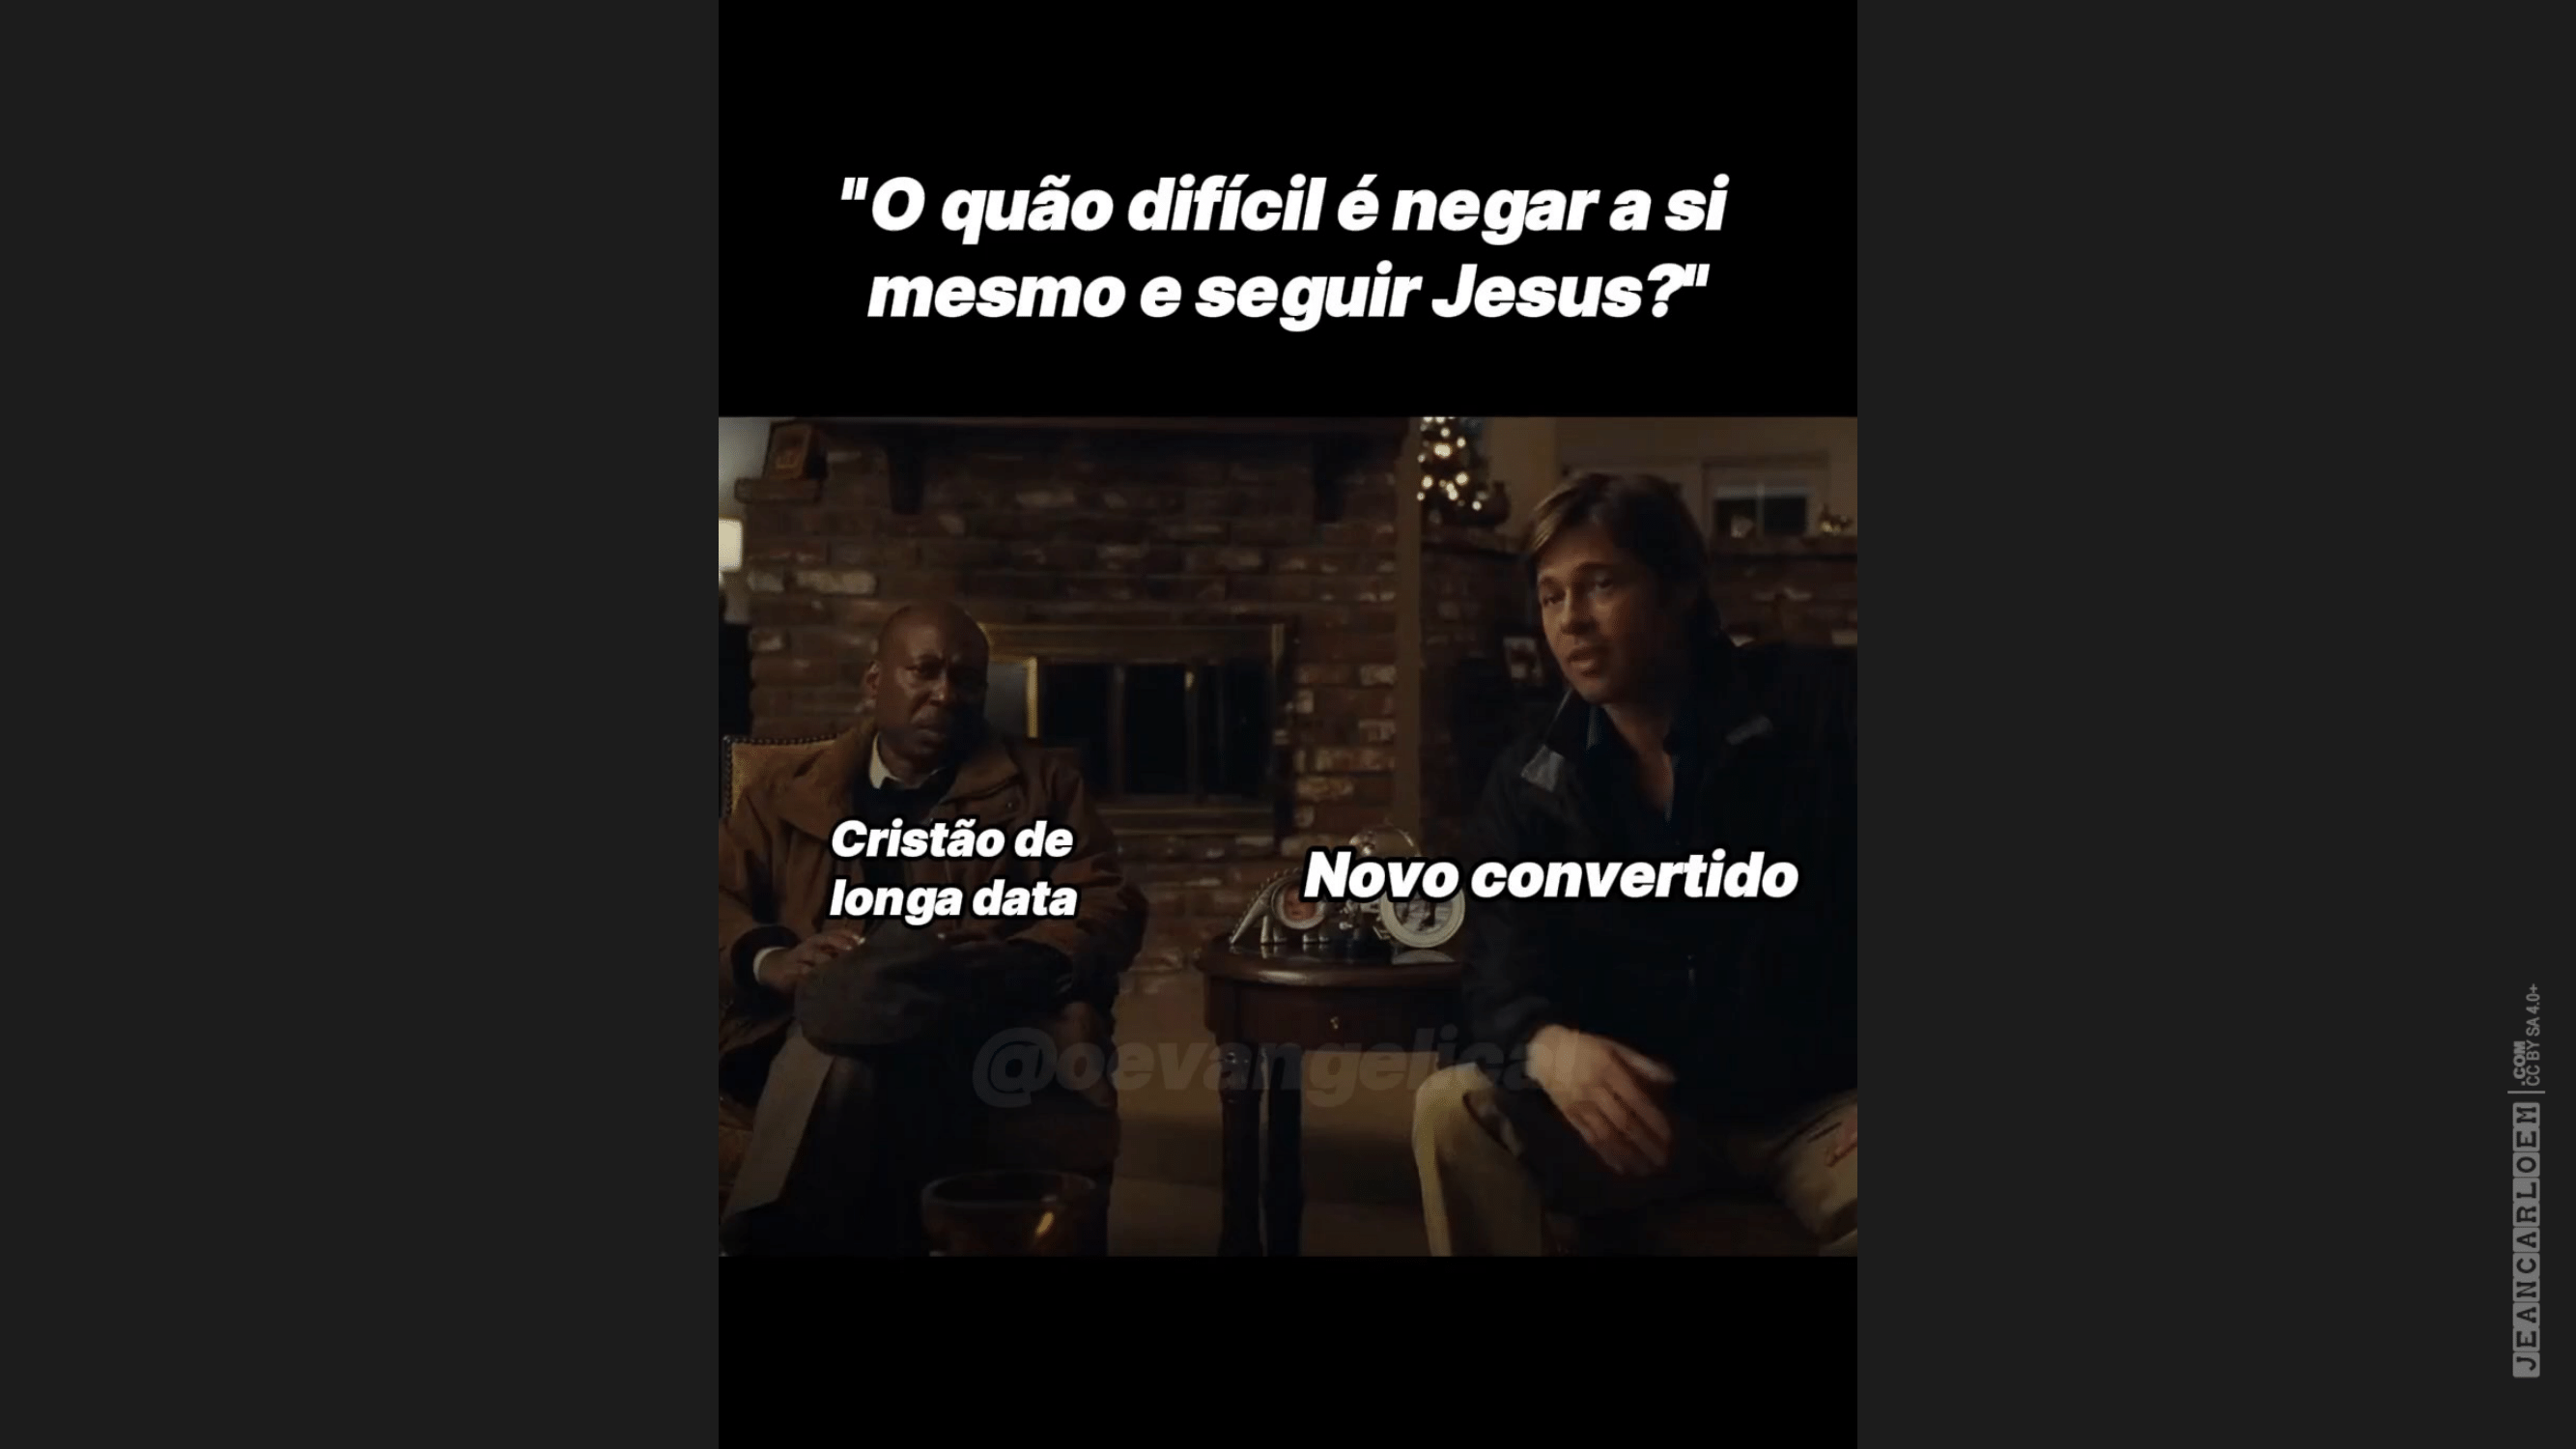 "O quão difícil é negar a si
mesmo e seguir Jesus?"
Cristão de
longa data
Novo convertido
@oevangelical
JEANCARLOEM
.COM
CC BY SA 4.0+